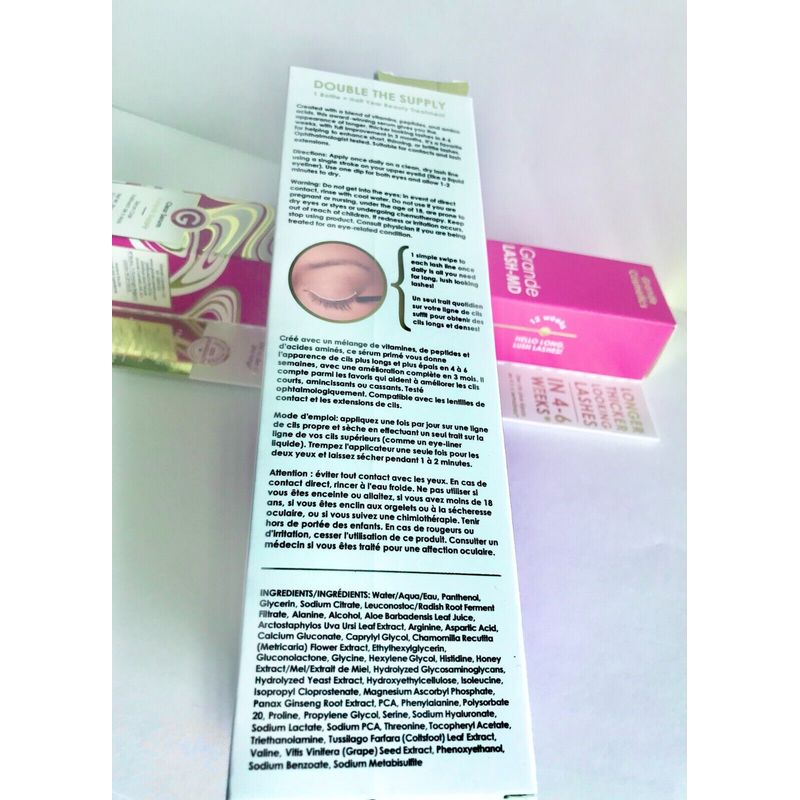 DOUBLE THE SUPPLY
1 Bottle = Half Year Beauty Treatment
Created with a blend of vitamins, peptides, and amino
acids, this award-winning serum gives you the
appearance of longer, thicker looking lashes in 4-6
weeks, with full improvement in 3 months. It's a favorite
for helping to enhance short, thinning, or brittle lashes.
Ophthalmologist tested. Suitable for contacts and lash
extensions.
Directions: Apply once daily on a clean, dry lash line
using a single stroke on your upper eyelid (like a liquid
eyeliner). Use one dip for both eyes and allow 1-2
minutes to dry.
Warning: Do not get into the eyes; in event of direct
contact, rinse with cool water. Do not use if you are
pregnant or nursing, under the age of 18, are prone to
dry eyes or styes or undergoing chemotherapy. Keep
out of reach of children. If redness or irritation occurs,
stop using product. Consult physician if you are being
treated for an eye-related condition.
1 simple swipe to
each lash line once
daily is all you need
for long, lush looking
lashes!
Un seul trait quotidien
sur votre ligne de cils
suffit pour obtenir des
cils longs et denses!
Créé avec un mélange de vitamines, de peptides et
d'acides aminés, ce sérum primé vous donne
l'apparence de cils plus longs et plus épais en 4 à 6
semaines, avec une amélioration complète en 3 mois. Il
compte parmi les favoris qui aident à améliorer les cils
courts, amincissants ou cassants. Testé
ophtalmologiquement. Compatible avec les lentilles de
contact et les extensions de cils.
Mode d'emploi: appliquez une fois par jour sur une ligne
de cils propre et sèche en effectuant un seul trait sur la
ligne de vos cils supérieurs (comme un eye-liner
liquide). Trempez l'applicateur une seule fois pour les
deux yeux et laissez sécher pendant 1 à 2 minutes.
Attention : éviter tout contact avec les yeux. En cas de
contact direct, rincer à l'eau froide. Ne pas utiliser si
vous êtes enceinte ou allaitez, si vous avez moins de 18
ans, si vous êtes enclin aux orgelets ou à la sécheresse
oculaire, ou si vous suivez une chimiothérapie. Tenir
hors de portée des enfants. En cas de rougeurs ou
d'irritation, cesser l'utilisation de ce produit. Consulter un
médecin si vous êtes traité pour une affection oculaire.
INGREDIENTS/INGRÉDIENTS: Water/Aqua/Eau, Panthenol,
Glycerin, Sodium Citrate, Leuconostoc/Radish Root Ferment
Filtrate, Alanine, Alcohol, Aloe Barbadensis Leaf Juice,
Arctostaphylos Uva Ursi Leaf Extract, Arginine, Aspartic Acid,
Calcium Gluconate, Caprylyl Glycol, Chamomilla Recutita
(Metricaria) Flower Extract, Ethylhexylglycerin,
Gluconolactone, Glycine, Hexylene Glycol, Histidine, Honey
Extract/Mel/Extrait de Miel, Hydrolyzed Glycosaminoglycans,
Hydrolyzed Yeast Extract, Hydroxyethylcellulose, Isoleucine,
Isopropyl Cloprostenate, Magnesium Ascorbyl Phosphate,
Panax Ginseng Root Extract, PCA, Phenylalanine, Polysorbate
20, Proline, Propylene Glycol, Serine, Sodium Hyaluronate,
Sodium Lactate, Sodium PCA, Threonine, Tocopheryl Acetate,
Triethanolamine, Tussilago Farfara (Coltsfoot) Leaf Extract,
Valine, Vitis Vinifera (Grape) Seed Extract, Phenoxyethanol,
Sodium Benzoate, Sodium Metabisulfite
Grande
Cosmetics
Grande
LASH-MD
12 weeks
HELLO LONG,
LUSH LASHES!
LONGER
THICKER
LOOKING
LASHES
IN 4-6
WEEKS
G